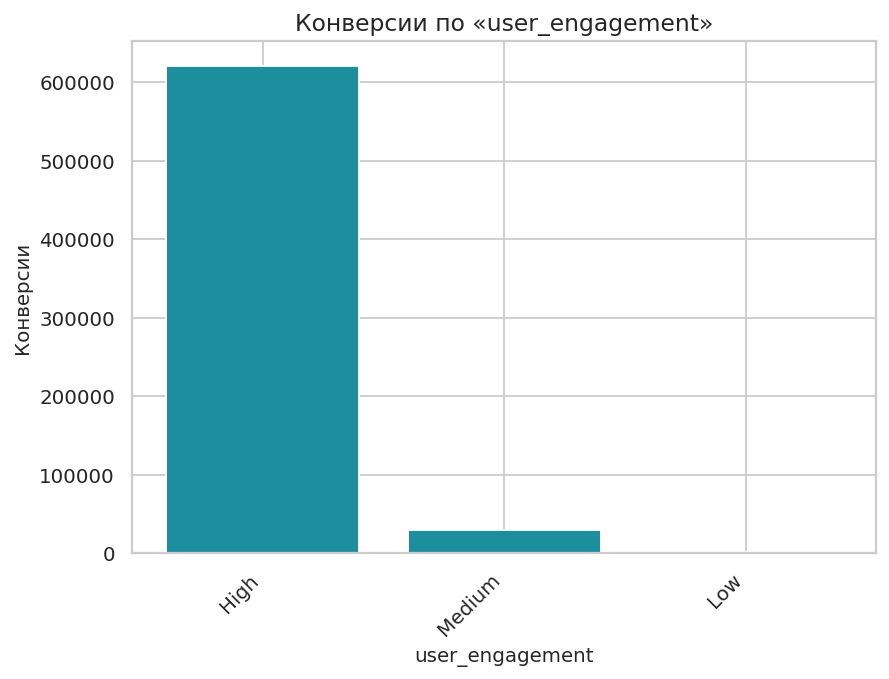 Конверсии по «user_engagement»
600000
500000
400000
300000
200000
100000
0
Конверсии
High
Medium
Low
user_engagement